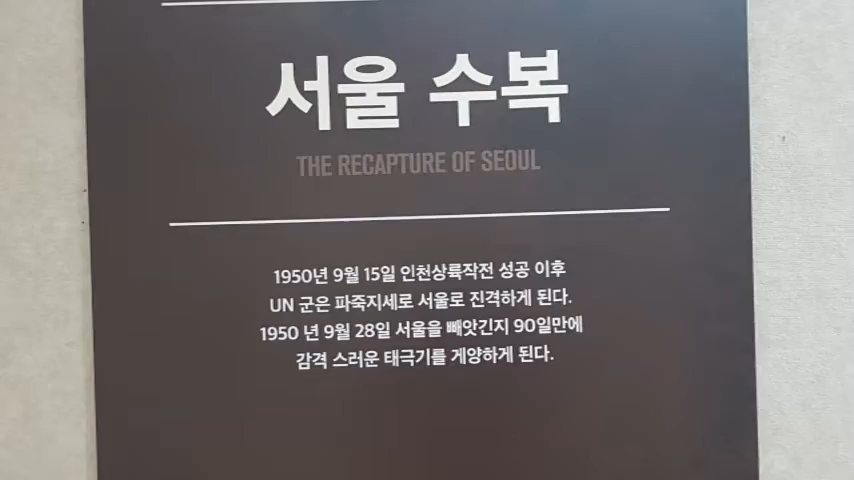 서울 수복
THE RECAPTURE OF SEOUL
1950년 9월 15일 인천상륙작전 성공 이후
UN 군은 파죽지세로 서울로 진격하게 된다.
1950 년 9월 28일 서울을 빼앗긴지 90일만에
감격 스러운 태극기를 게양하게 된다.